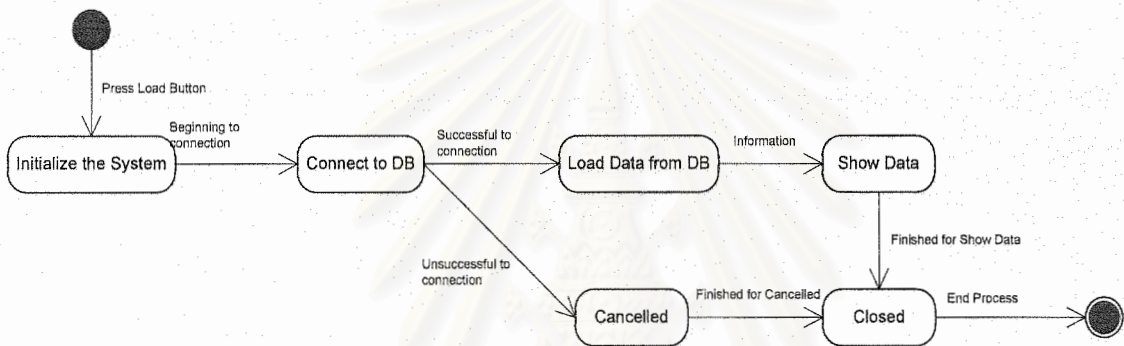 Press Load Button
Beginning to
connection
Successful to
connection
Information
Initialize the System
Connect to DB
Load Data from DB
Show Data
Finished for Show Data
Unsuccessful to
connection
Finished for Cancelled
End Process
Cancelled
Closed